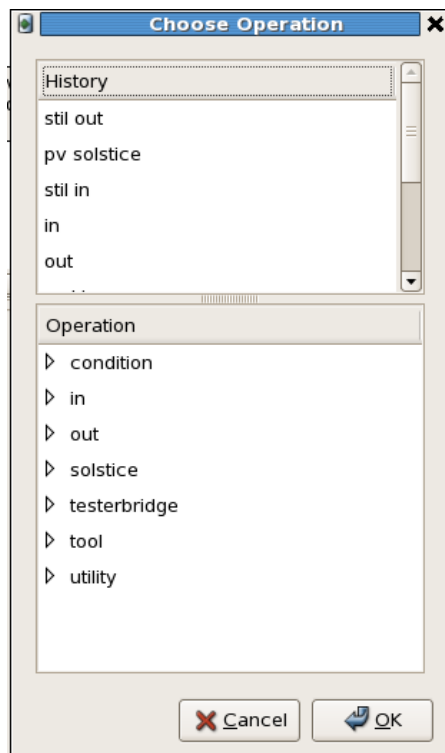 Choose Operation
History
stil out
pv solstice
stil in
in
out
Operation
condition
in
out
solstice
testerbridge
tool
utility
Cancel
OK